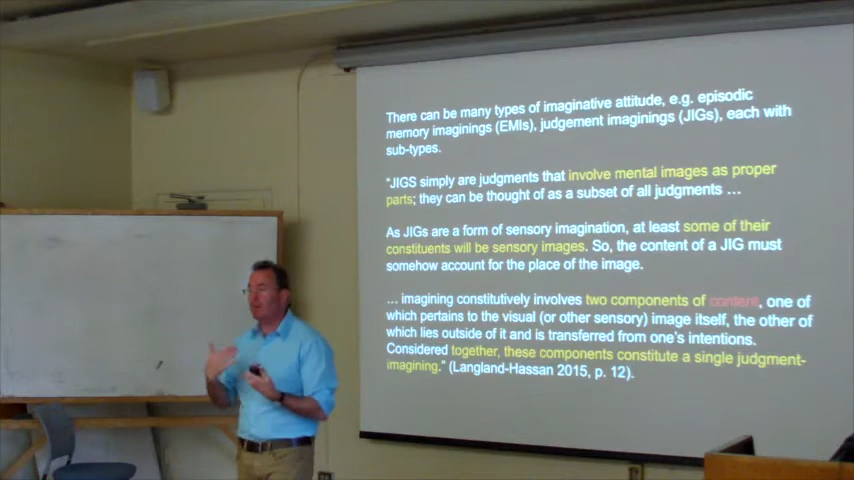 There can be many types of imaginative attitude, e.g. episodic
memory imaginings (EMIs), judgement imaginings (JIGs), each with
sub-types.
“JIGS simply are judgments that involve mental images as proper
parts; they can be thought of as a subset of all judgments …
As JIGs are a form of sensory imagination, at least some of their
constituents will be sensory images. So, the content of a JIG must
somehow account for the place of the image.
… imagining constitutively involves two components of content, one of
which pertains to the visual (or other sensory) image itself, the other of
which lies outside of it and is transferred from one's intentions.
Considered together, these components constitute a single judgment-
imagining.” (Langland-Hassan 2015, p. 12).